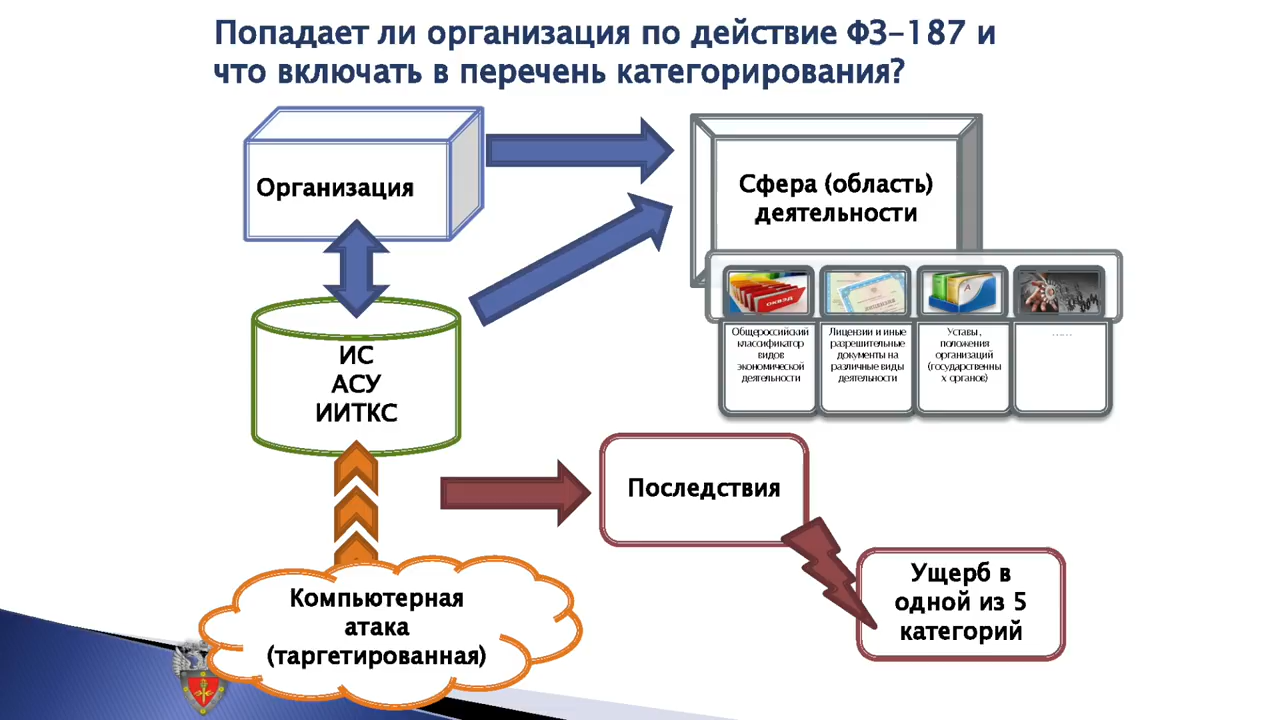 Попадает ли организация по действие ФЗ-187 и
что включать в перечень категорирования?
Организация
Сфера (область)
деятельности
ОКВЭД
ЛИЦЕНЗИЯ
А
Общероссийский
классификатор
видов
экономической
деятельности
Лицензии и иные
разрешительные
документы на
различные виды
деятельности
Уставы,
положения
организаций
(государственны
х органов)
......
ИС
АСУ
ИИТКС
Последствия
Ущерб в
одной из 5
категорий
Компьютерная
атака
(таргетированная)